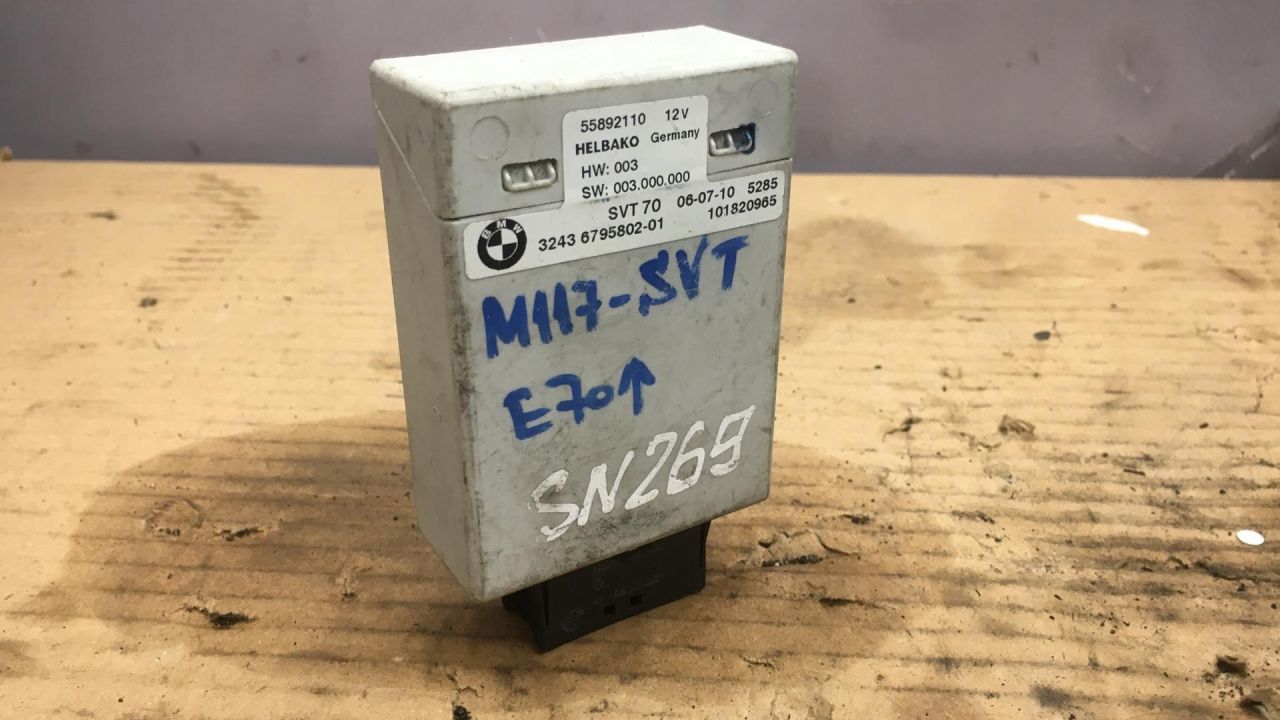 55892110 12V
HELBAKO Germany
HW: 003
SW: 003.000.000
SVT 70 06-07-10 5285
BMW 3243 6795802-01 101820965
M117-SVT
E70↑
SN269